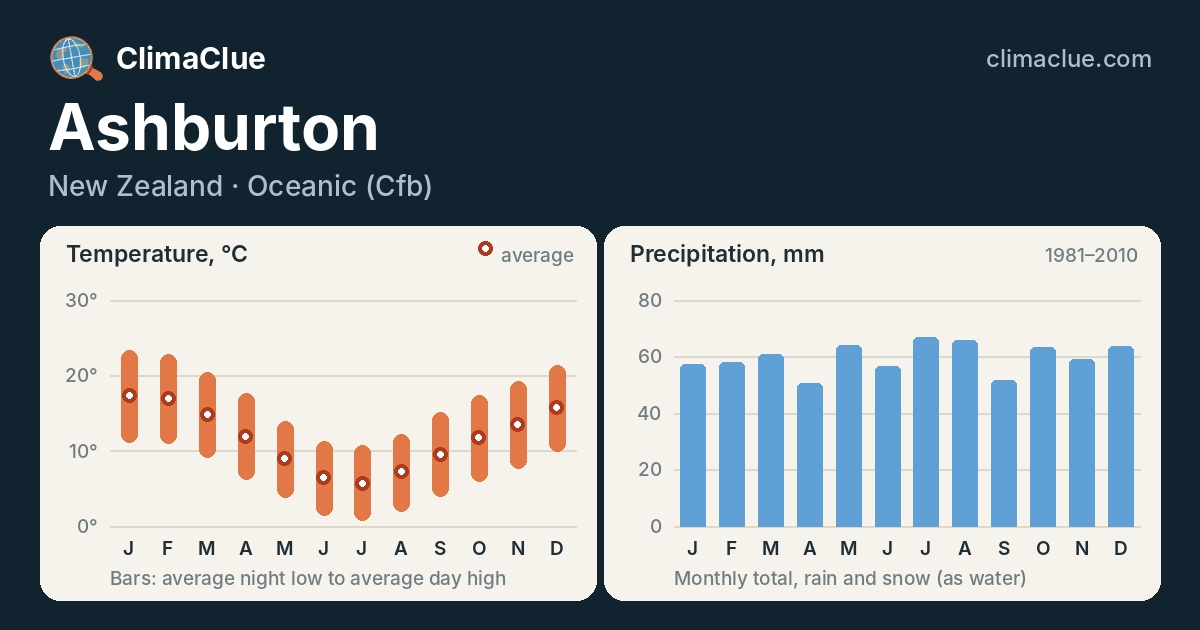 ClimaClue
climaclue.com
Ashburton
New Zealand · Oceanic (Cfb)
Temperature, °C
average
30°
20°
10°
0°
J F M A M J J A S O N D
Bars: average night low to average day high
Precipitation, mm
1981–2010
80
60
40
20
0
J F M A M J J A S O N D
Monthly total, rain and snow (as water)